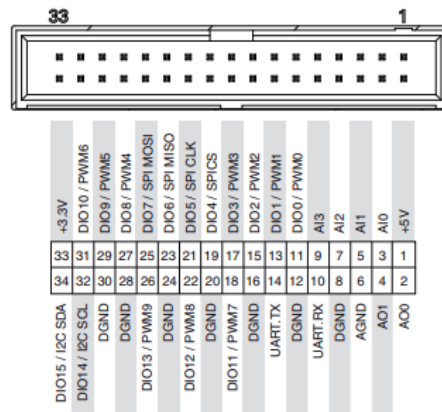 33 1
+3.3V
DIO10 / PWM6
DIO9 / PWM5
DIO8 / PWM4
DIO7 / SPI MOSI
DIO6 / SPI MISO
DIO5 / SPI CLK
DIO4 / SPICS
DIO3 / PWM3
DIO2 / PWM2
DIO1 / PWM1
DIO0 / PWM0
AI3
AI2
AI1
AI0
+5V
33 31 29 27 25 23 21 19 17 15 13 11 9 7 5 3 1
34 32 30 28 26 24 22 20 18 16 14 12 10 8 6 4 2
DIO15 / I2C SDA
DIO14 / I2C SCL
DGND
DGND
DIO13 / PWM9
DGND
DIO12 / PWM8
DGND
DIO11 / PWM7
DGND
UART.TX
DGND
UART.RX
DGND
AGND
AO1
AO0